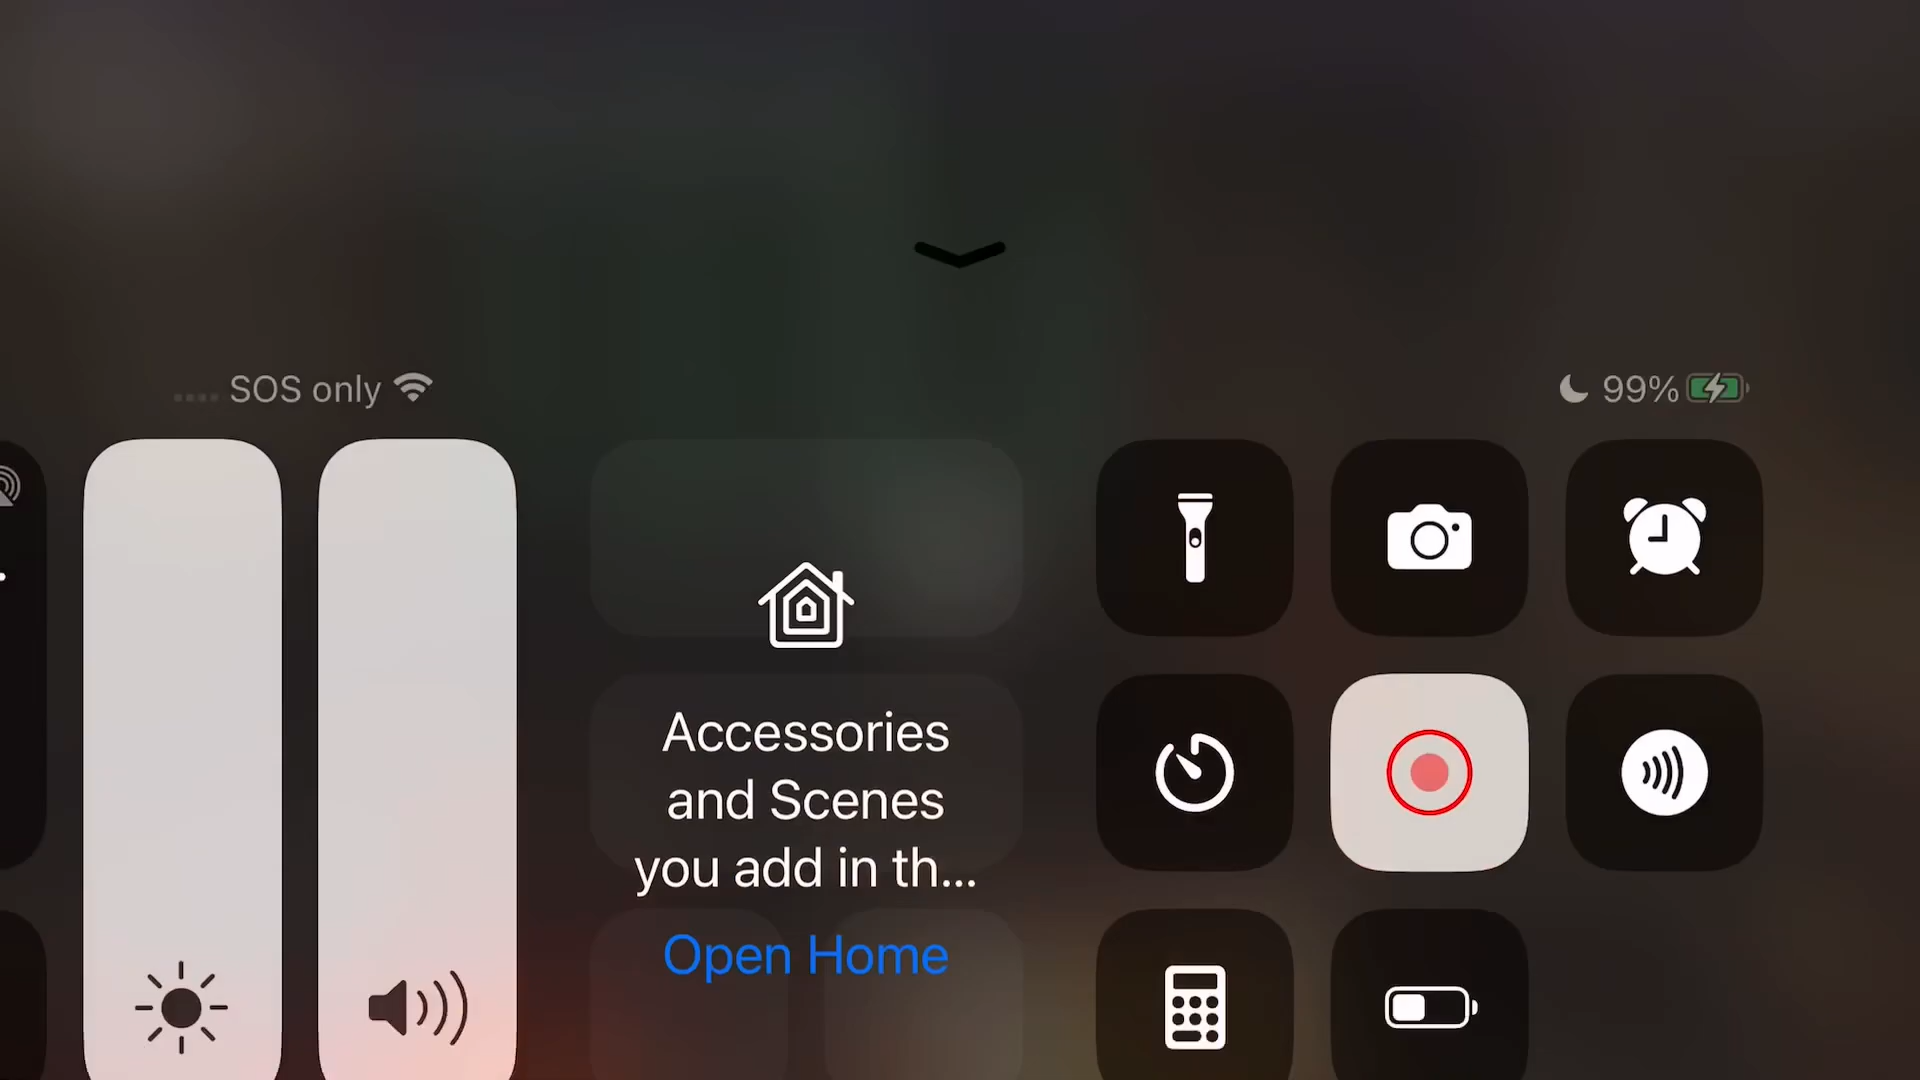 SOS only
99%
Accessories
and Scenes
you add in th...
Open Home